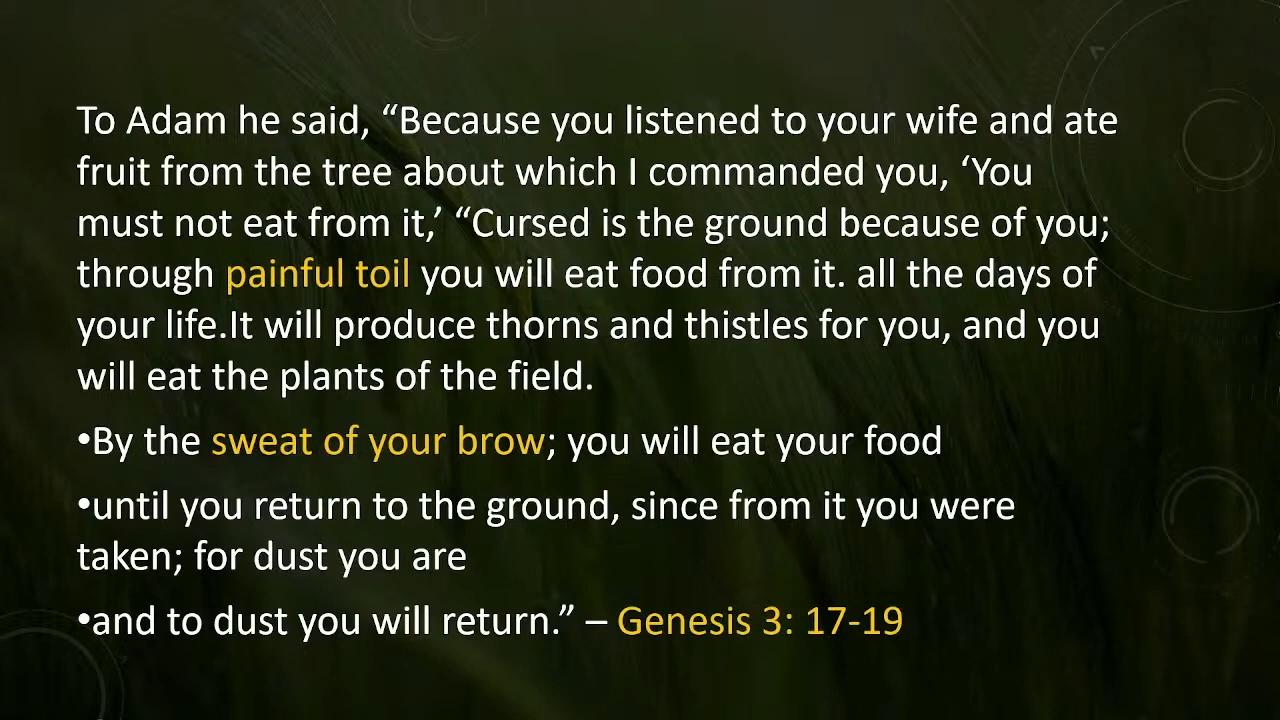 To Adam he said, “Because you listened to your wife and ate
fruit from the tree about which I commanded you, ‘You
must not eat from it,’ “Cursed is the ground because of you;
through painful toil you will eat food from it. all the days of
your life.It will produce thorns and thistles for you, and you
will eat the plants of the field.
•By the sweat of your brow; you will eat your food
•until you return to the ground, since from it you were
taken; for dust you are
•and to dust you will return.” – Genesis 3: 17-19